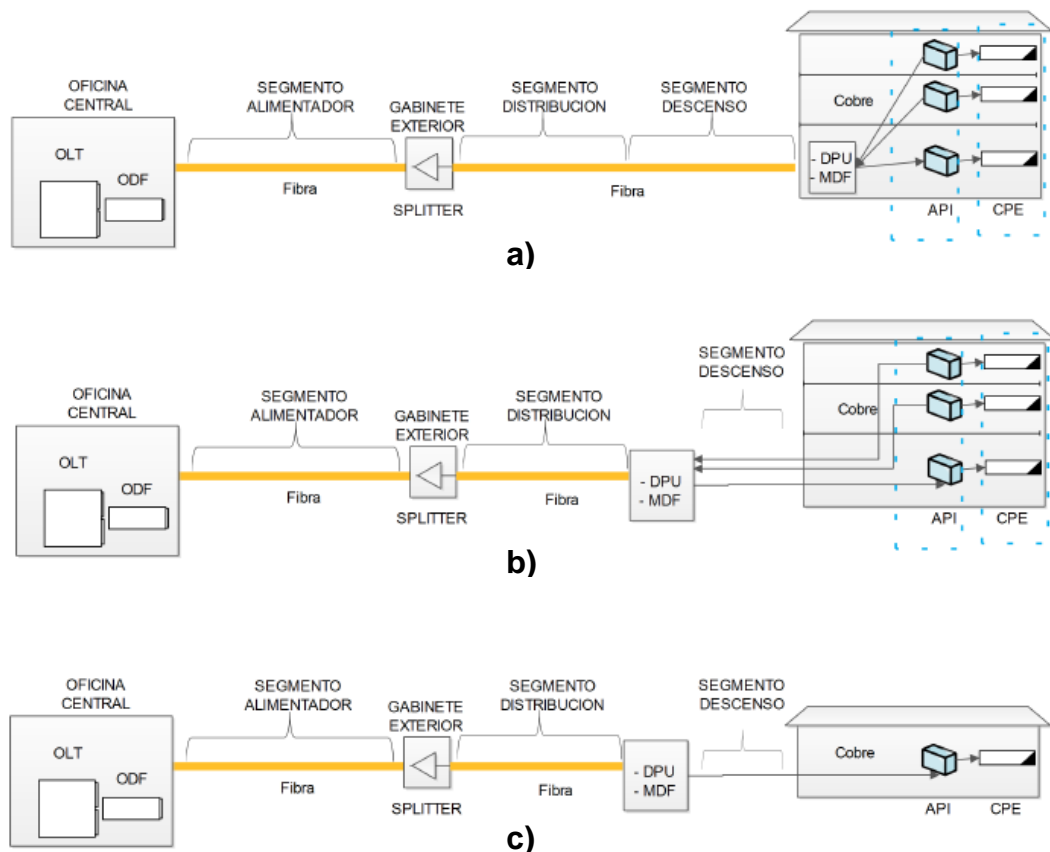 OFICINA
CENTRAL
OLT
ODF
SEGMENTO
ALIMENTADOR
Fibra
GABINETE
EXTERIOR
SPLITTER
SEGMENTO
DISTRIBUCION
SEGMENTO
DESCENSO
Fibra
Cobre
- DPU
- MDF
API
CPE
a)
OFICINA
CENTRAL
OLT
ODF
SEGMENTO
ALIMENTADOR
Fibra
GABINETE
EXTERIOR
SPLITTER
SEGMENTO
DISTRIBUCION
Fibra
- DPU
- MDF
SEGMENTO
DESCENSO
Cobre
API
CPE
b)
OFICINA
CENTRAL
OLT
ODF
SEGMENTO
ALIMENTADOR
Fibra
GABINETE
EXTERIOR
SPLITTER
SEGMENTO
DISTRIBUCION
Fibra
- DPU
- MDF
SEGMENTO
DESCENSO
Cobre
API
CPE
c)